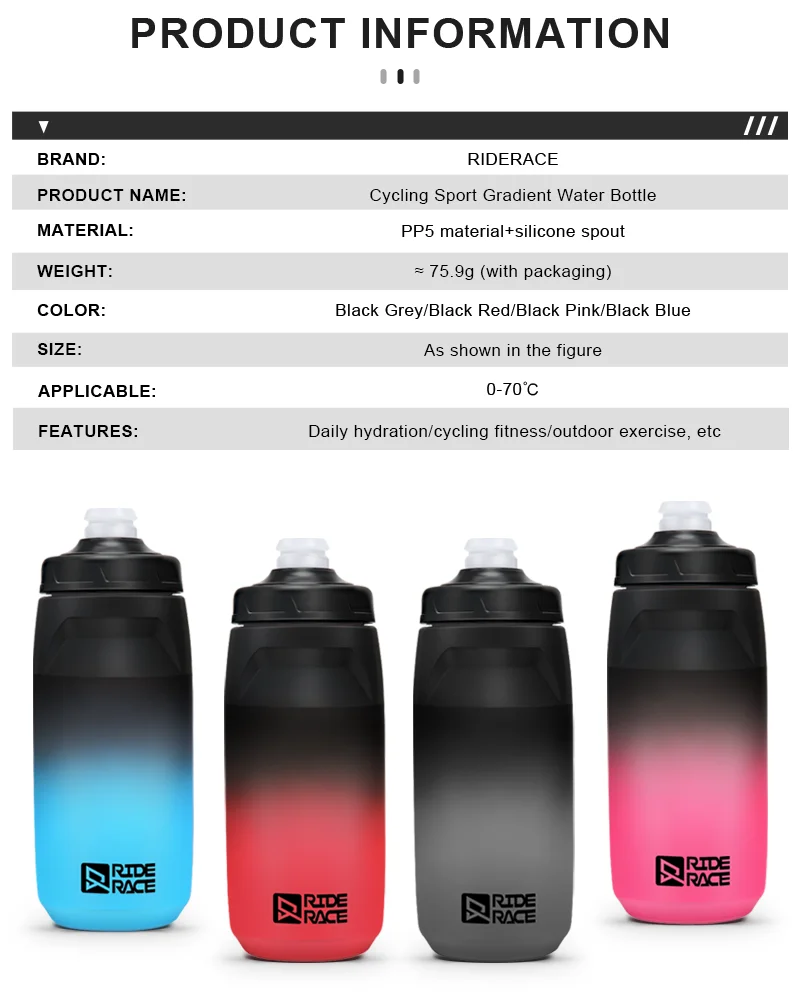 PRODUCT INFORMATION
BRAND: RIDERACE
PRODUCT NAME: Cycling Sport Gradient Water Bottle
MATERIAL: PP5 material+silicone spout
WEIGHT: ≈ 75.9g (with packaging)
COLOR: Black Grey/Black Red/Black Pink/Black Blue
SIZE: As shown in the figure
APPLICABLE: 0-70℃
FEATURES: Daily hydration/cycling fitness/outdoor exercise, etc
RIDE
RACE
RIDE
RACE
RIDE
RACE
RIDE
RACE